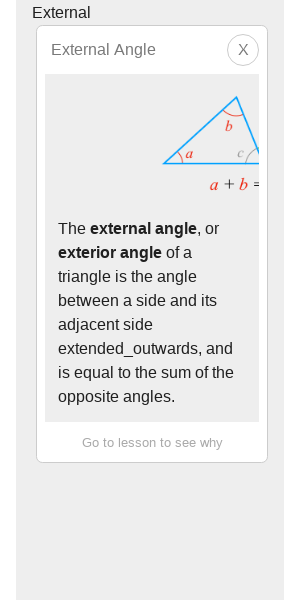 External
External Angle
X
b
a
c
a + b =
The external angle, or
exterior angle of a
triangle is the angle
between a side and its
adjacent side
extended_outwards, and
is equal to the sum of the
opposite angles.
Go to lesson to see why